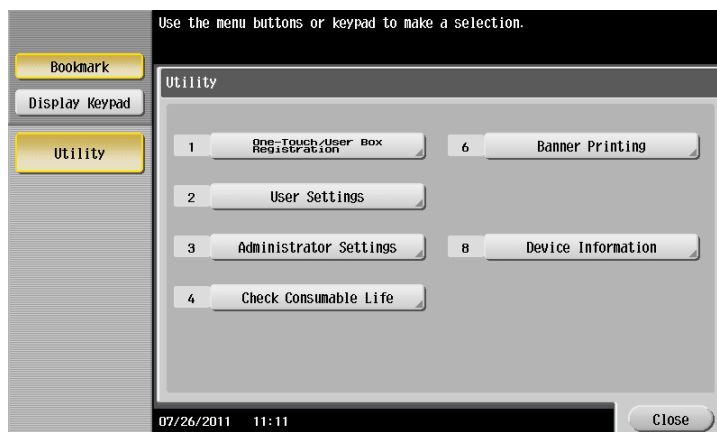 Use the menu buttons or keypad to make a selection.
Bookmark
Display Keypad
Utility
Utility
1 One-Touch/User Box
Registration
2 User Settings
3 Administrator Settings
4 Check Consumable Life
6 Banner Printing
8 Device Information
07/26/2011 11:11
Close